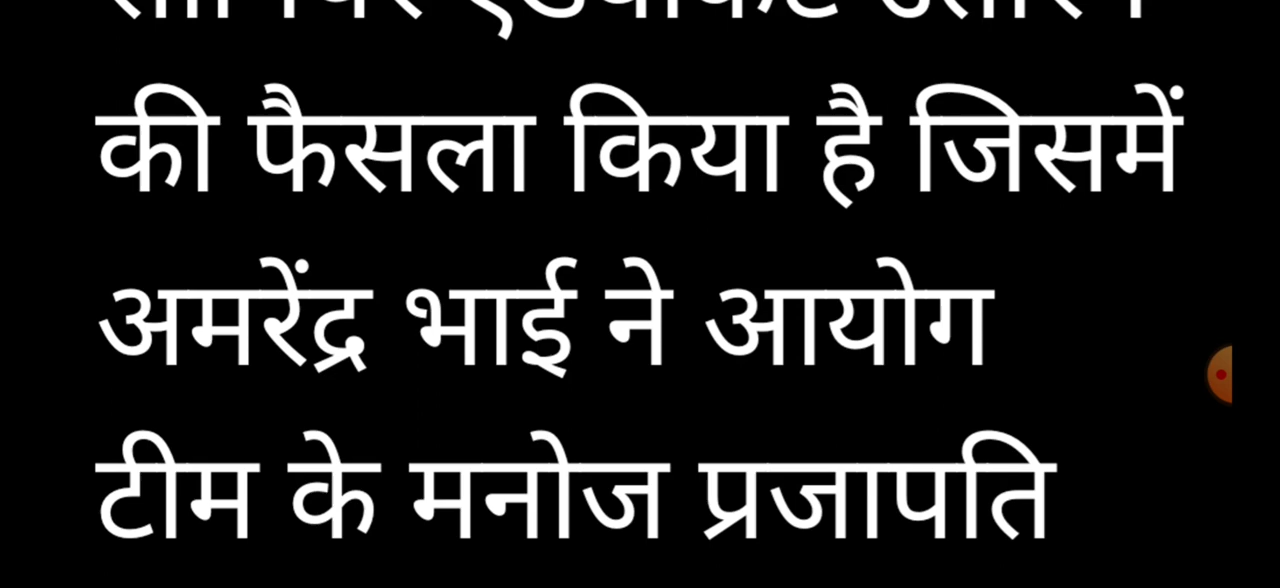 की फैसला किया है जिसमें
अमरेंद्र भाई ने आयोग
टीम के मनोज प्रजापति